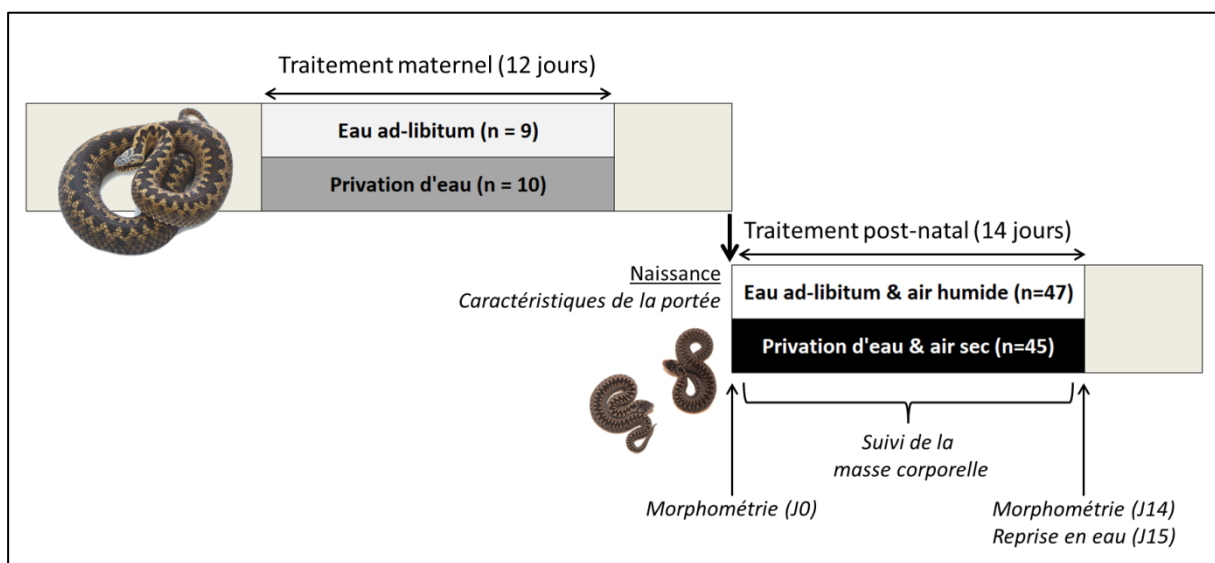 Traitement maternel (12 jours)
Eau ad-libitum (n = 9)
Privation d'eau (n = 10)
Traitement post-natal (14 jours)
Naissance
Caractéristiques de la portée
Eau ad-libitum & air humide (n=47)
Privation d'eau & air sec (n=45)
Suivi de la
masse corporelle
Morphométrie (J0)
Morphométrie (J14)
Reprise en eau (J15)